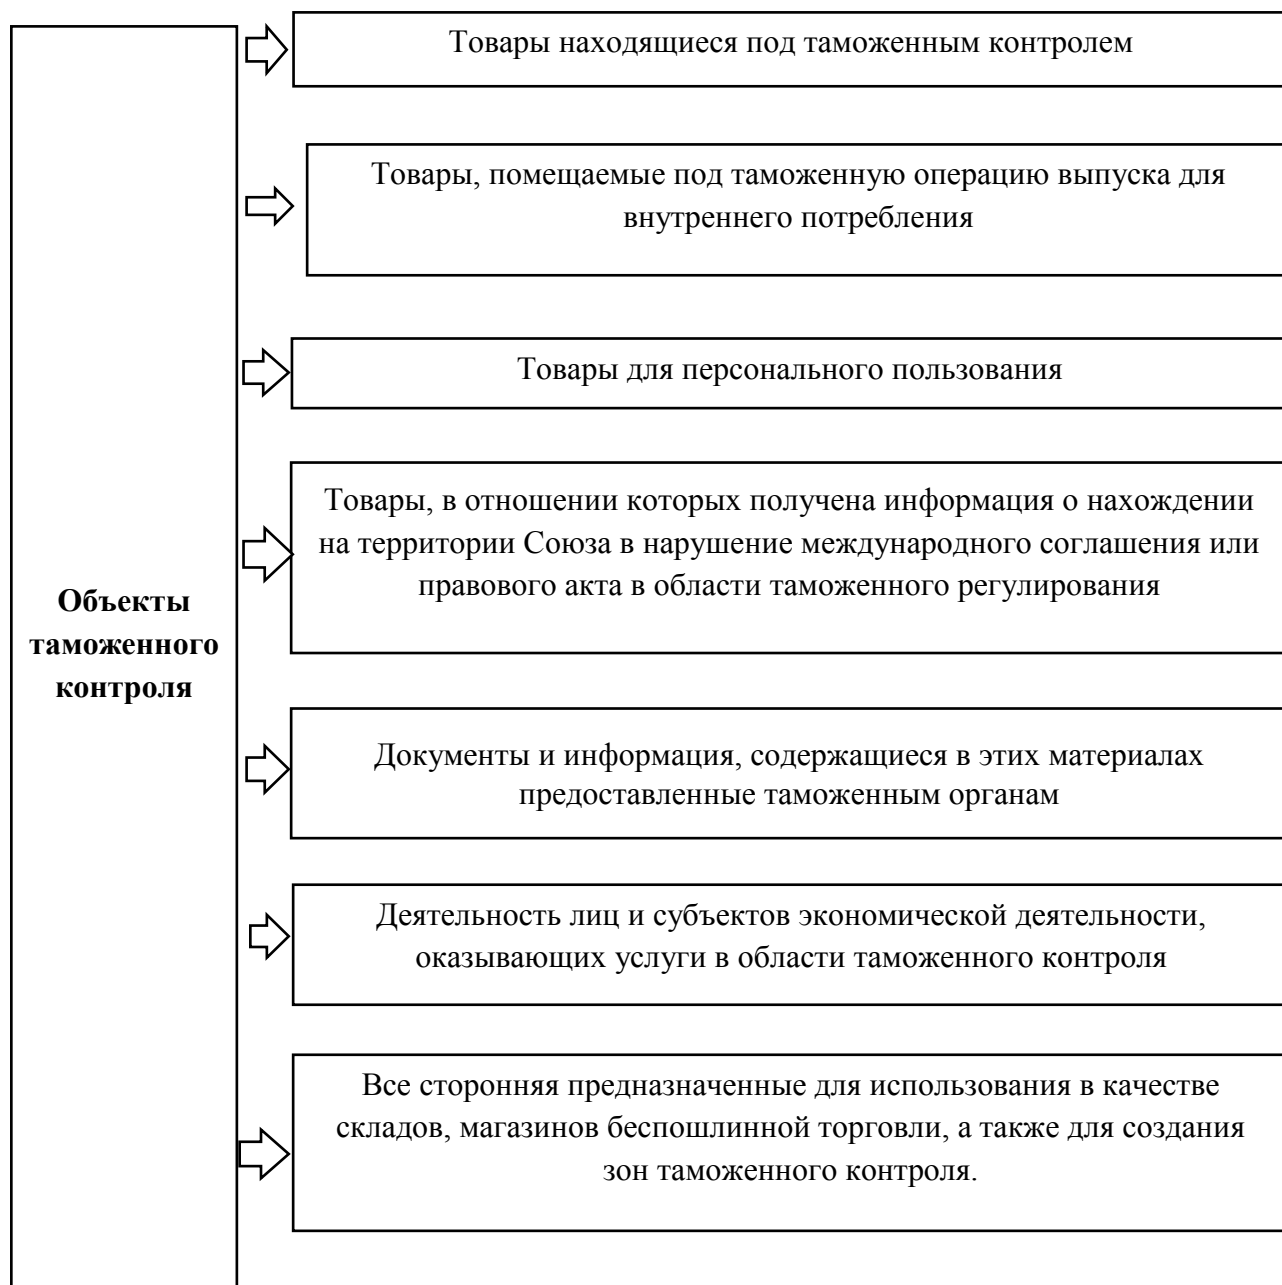 Объекты
таможенного
контроля
Товары находящиеся под таможенным контролем
Товары, помещаемые под таможенную операцию выпуска для
внутреннего потребления
Товары для персонального пользования
Товары, в отношении которых получена информация о нахождении
на территории Союза в нарушение международного соглашения или
правового акта в области таможенного регулирования
Документы и информация, содержащиеся в этих материалах
предоставленные таможенным органам
Деятельность лиц и субъектов экономической деятельности,
оказывающих услуги в области таможенного контроля
Все сторонняя предназначенные для использования в качестве
складов, магазинов беспошлинной торговли, а также для создания
зон таможенного контроля.